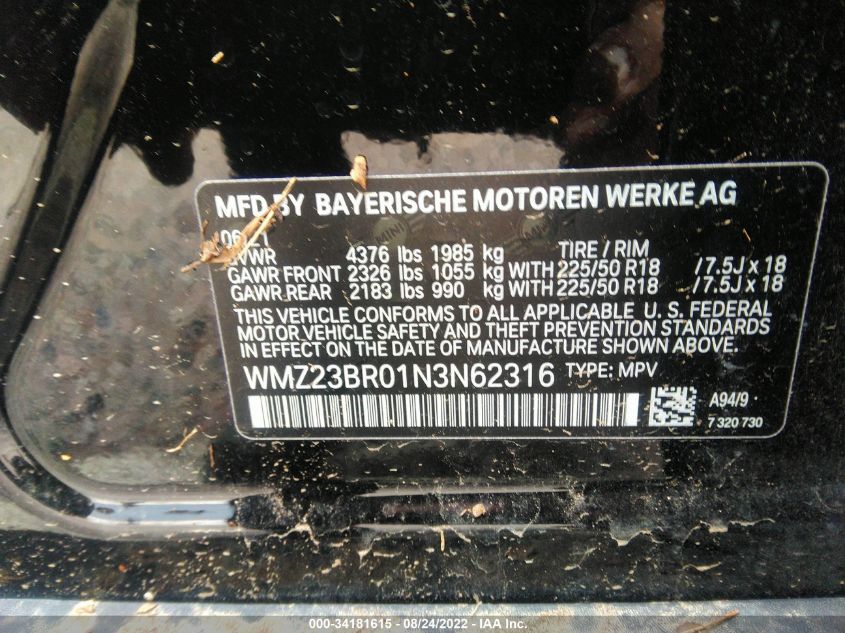 MFD BY BAYERISCHE MOTOREN WERKE AG
06/21
GVWR 4376 lbs 1985 kg TIRE / RIM
GAWR FRONT 2326 lbs 1055 kg WITH 225/50 R18 / 7.5J x 18
GAWR REAR 2183 lbs 990 kg WITH 225/50 R18 / 7.5J x 18
THIS VEHICLE CONFORMS TO ALL APPLICABLE U. S. FEDERAL
MOTOR VEHICLE SAFETY AND THEFT PREVENTION STANDARDS
IN EFFECT ON THE DATE OF MANUFACTURE SHOWN ABOVE.
WMZ23BR01N3N62316 TYPE: MPV
A94/9
7 320 730
000-34181615 - 08/24/2022 - IAA Inc.